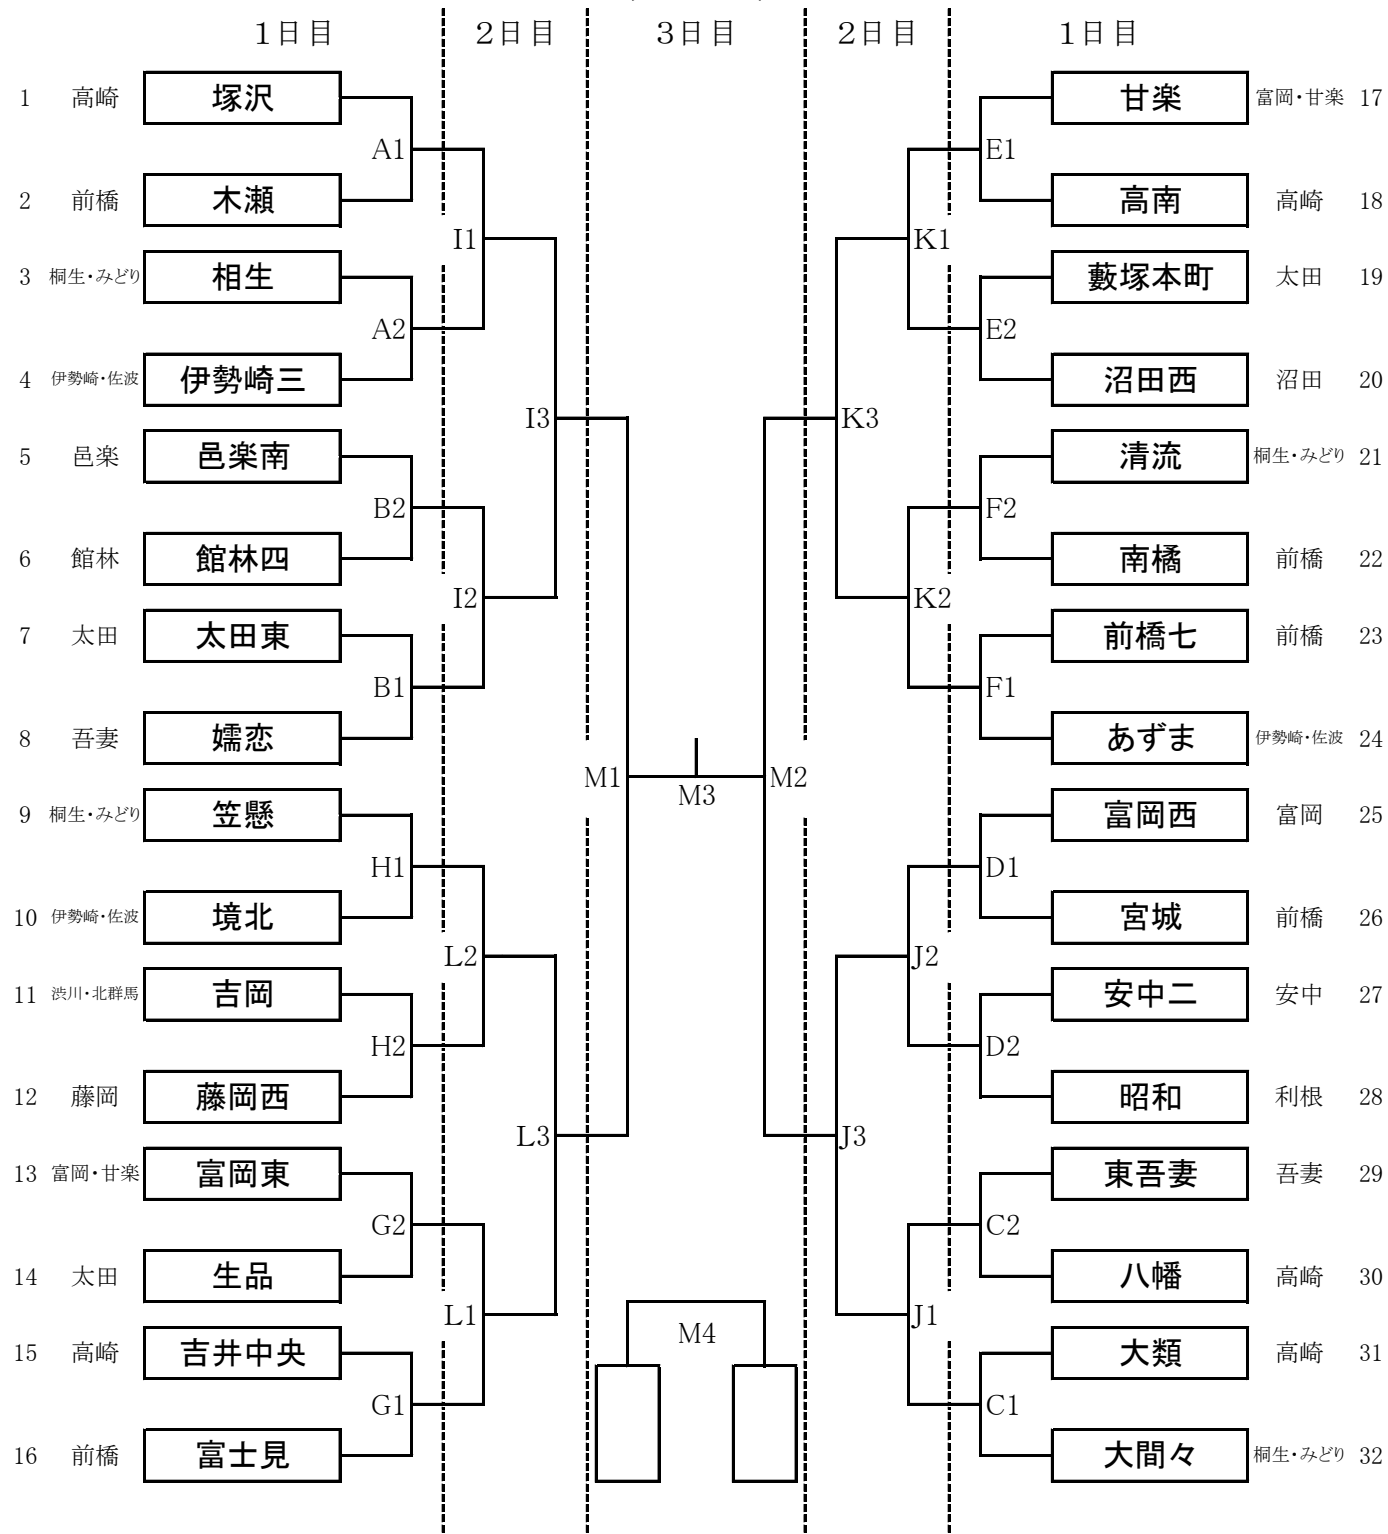 1日目 2日目 3日目 2日目 1日目
1 高崎 塚沢
A1
2 前橋 木瀬
I1
3 桐生・みどり 相生
A2
4 伊勢崎・佐波 伊勢崎三
I3
5 邑楽 邑楽南
B2
6 館林 館林四
I2
7 太田 太田東
B1
8 吾妻 嬬恋
M1
9 桐生・みどり 笠懸
H1
10 伊勢崎・佐波 境北
L2
11 渋川・北群馬 吉岡
H2
12 藤岡 藤岡西
L3
13 富岡・甘楽 富岡東
G2
14 太田 生品
L1
15 高崎 吉井中央
G1
16 前橋 富士見
M3
M4
甘楽 富岡・甘楽 17
E1
高南 高崎 18
K1
藪塚本町 太田 19
E2
沼田西 沼田 20
K3
清流 桐生・みどり 21
F2
南橘 前橋 22
K2
前橋七 前橋 23
F1
あずま 伊勢崎・佐波 24
M2
富岡西 富岡 25
D1
宮城 前橋 26
J2
安中二 安中 27
D2
昭和 利根 28
J3
東吾妻 吾妻 29
C2
八幡 高崎 30
J1
大類 高崎 31
C1
大間々 桐生・みどり 32